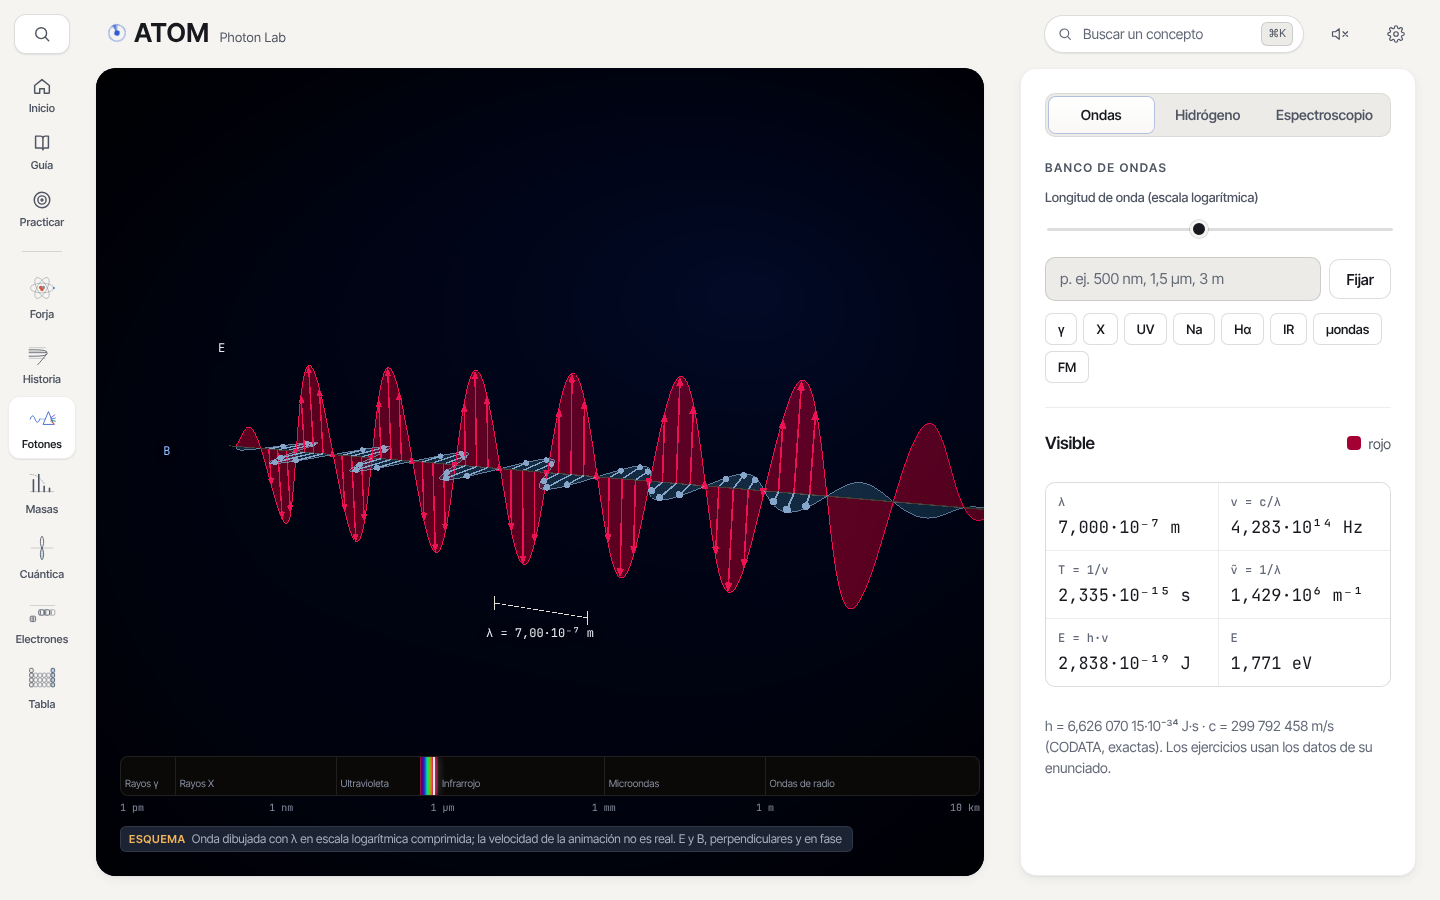 ATOM Photon Lab
Buscar un concepto ⌘K
Inicio
Guía
Practicar
Forja
Historia
Fotones
Masas
Cuántica
Electrones
Tabla
E
B
λ = 7,00·10⁻⁷ m
Rayos γ
Rayos X
Ultravioleta
Infrarrojo
Microondas
Ondas de radio
1 pm
1 nm
1 µm
1 mm
1 m
10 km
ESQUEMA Onda dibujada con λ en escala logarítmica comprimida; la velocidad de la animación no es real. E y B, perpendiculares y en fase
Ondas
Hidrógeno
Espectroscopio
BANCO DE ONDAS
Longitud de onda (escala logarítmica)
p. ej. 500 nm, 1,5 µm, 3 m
Fijar
γ
X
UV
Na
Hα
IR
µondas
FM
Visible
rojo
λ
7,000·10⁻⁷ m
ν = c/λ
4,283·10¹⁴ Hz
T = 1/ν
2,335·10⁻¹⁵ s
ṽ = 1/λ
1,429·10⁶ m⁻¹
E = h·ν
2,838·10⁻¹⁹ J
E
1,771 eV
h = 6,626 070 15·10⁻³⁴ J·s · c = 299 792 458 m/s
(CODATA, exactas). Los ejercicios usan los datos de su
enunciado.